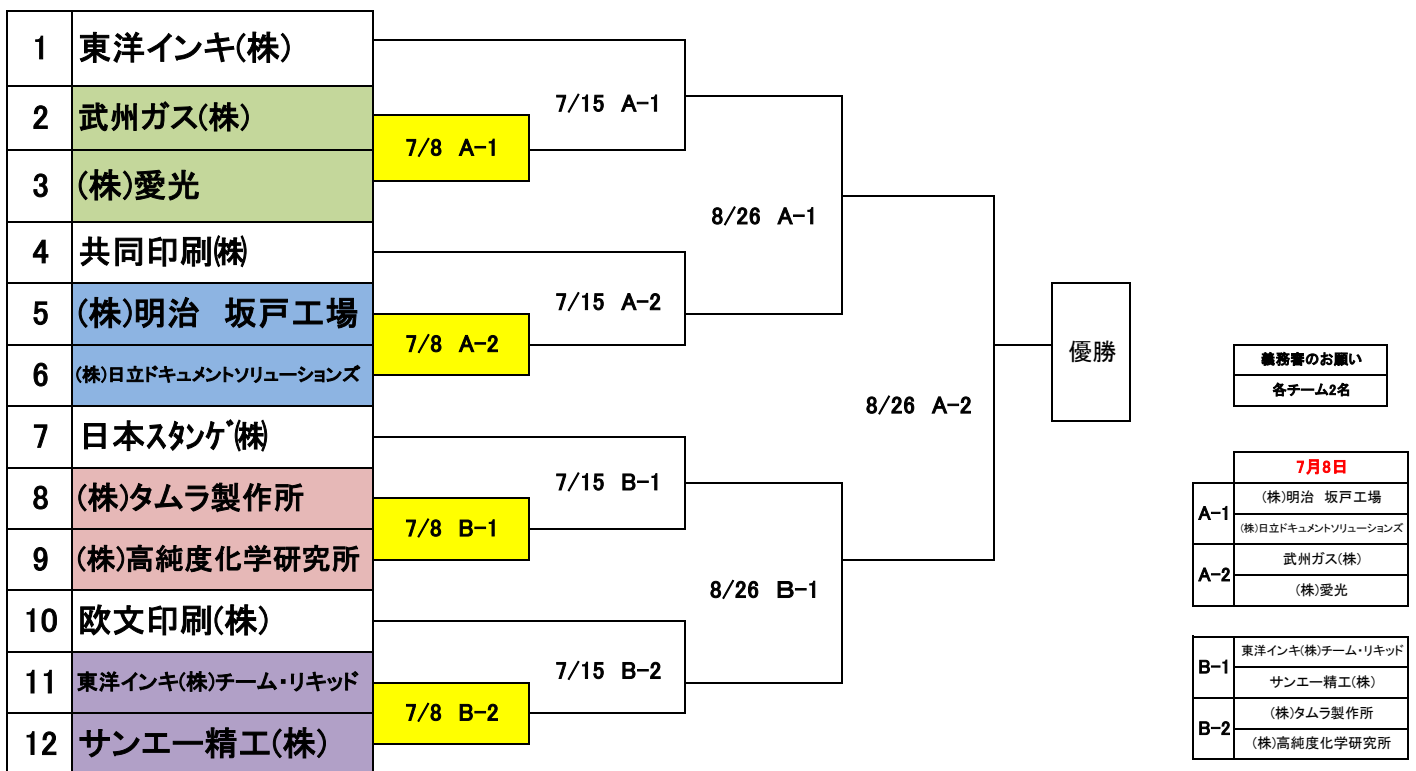 1 東洋インキ(株)
2 武州ガス(株)
3 (株)愛光
4 共同印刷㈱
5 (株)明治　坂戸工場
6 (株)日立ドキュメントソリューションズ
7 日本ｽﾀﾝｹﾞ㈱
8 (株)タムラ製作所
9 (株)高純度化学研究所
10 欧文印刷(株)
11 東洋インキ(株)チーム・リキッド
12 サンエー精工(株)
7/8 A-1
7/8 A-2
7/8 B-1
7/8 B-2
7/15 A-1
7/15 A-2
7/15 B-1
7/15 B-2
8/26 A-1
8/26 B-1
8/26 A-2
優勝
義務審のお願い
各チーム2名
7月8日
A-1
(株)明治　坂戸工場
(株)日立ドキュメントソリューションズ
A-2
武州ガス(株)
(株)愛光
B-1
東洋インキ(株)チーム・リキッド
サンエー精工(株)
B-2
(株)タムラ製作所
(株)高純度化学研究所